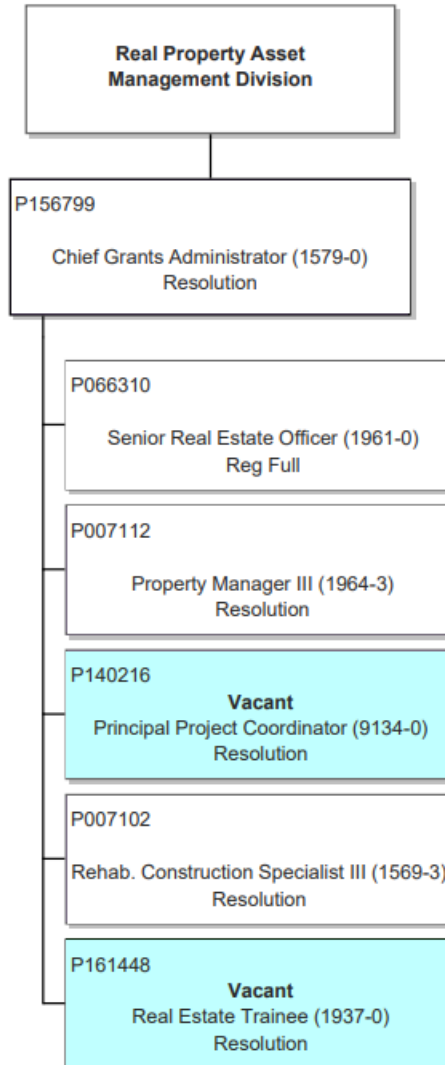 Real Property Asset
Management Division
P156799
Chief Grants Administrator (1579-0)
Resolution
P066310
Senior Real Estate Officer (1961-0)
Reg Full
P007112
Property Manager III (1964-3)
Resolution
P140216
Vacant
Principal Project Coordinator (9134-0)
Resolution
P007102
Rehab. Construction Specialist III (1569-3)
Resolution
P161448
Vacant
Real Estate Trainee (1937-0)
Resolution